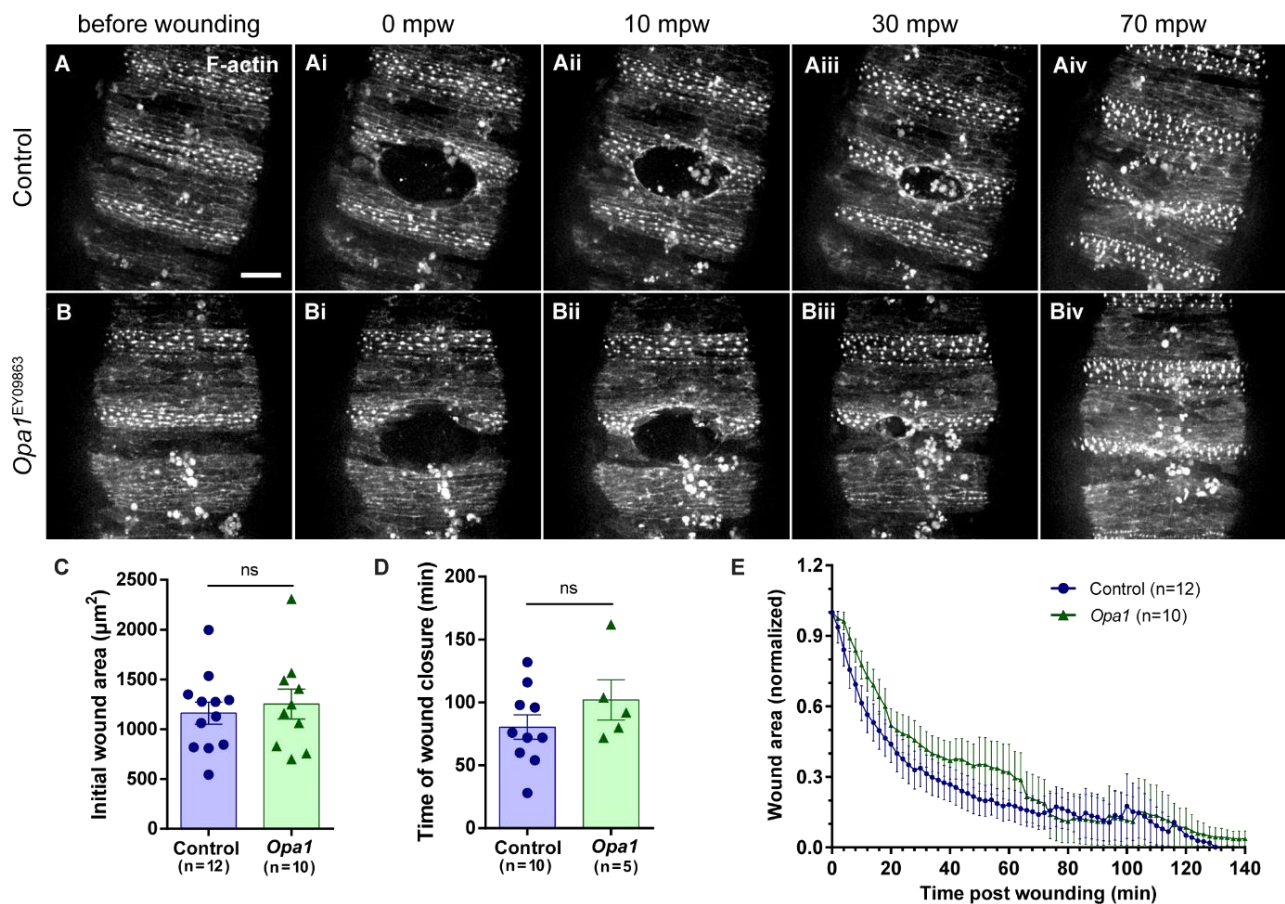 before wounding 0 mpw 10 mpw 30 mpw 70 mpw
Control
A F-actin Ai Aii Aiii Aiv
Opa1EY09863
B Bi Bii Biii Biv
C
Initial wound area (µm2)
2500
2000
1500
1000
500
0
ns
Control
(n=12)
Opa1
(n=10)
D
Time of wound closure (min)
200
150
100
50
0
ns
Control
(n=10)
Opa1
(n=5)
E
Wound area (normalized)
1.2
0.9
0.6
0.3
0.0
Control (n=12)
Opa1 (n=10)
0 20 40 60 80 100 120 140
Time post wounding (min)